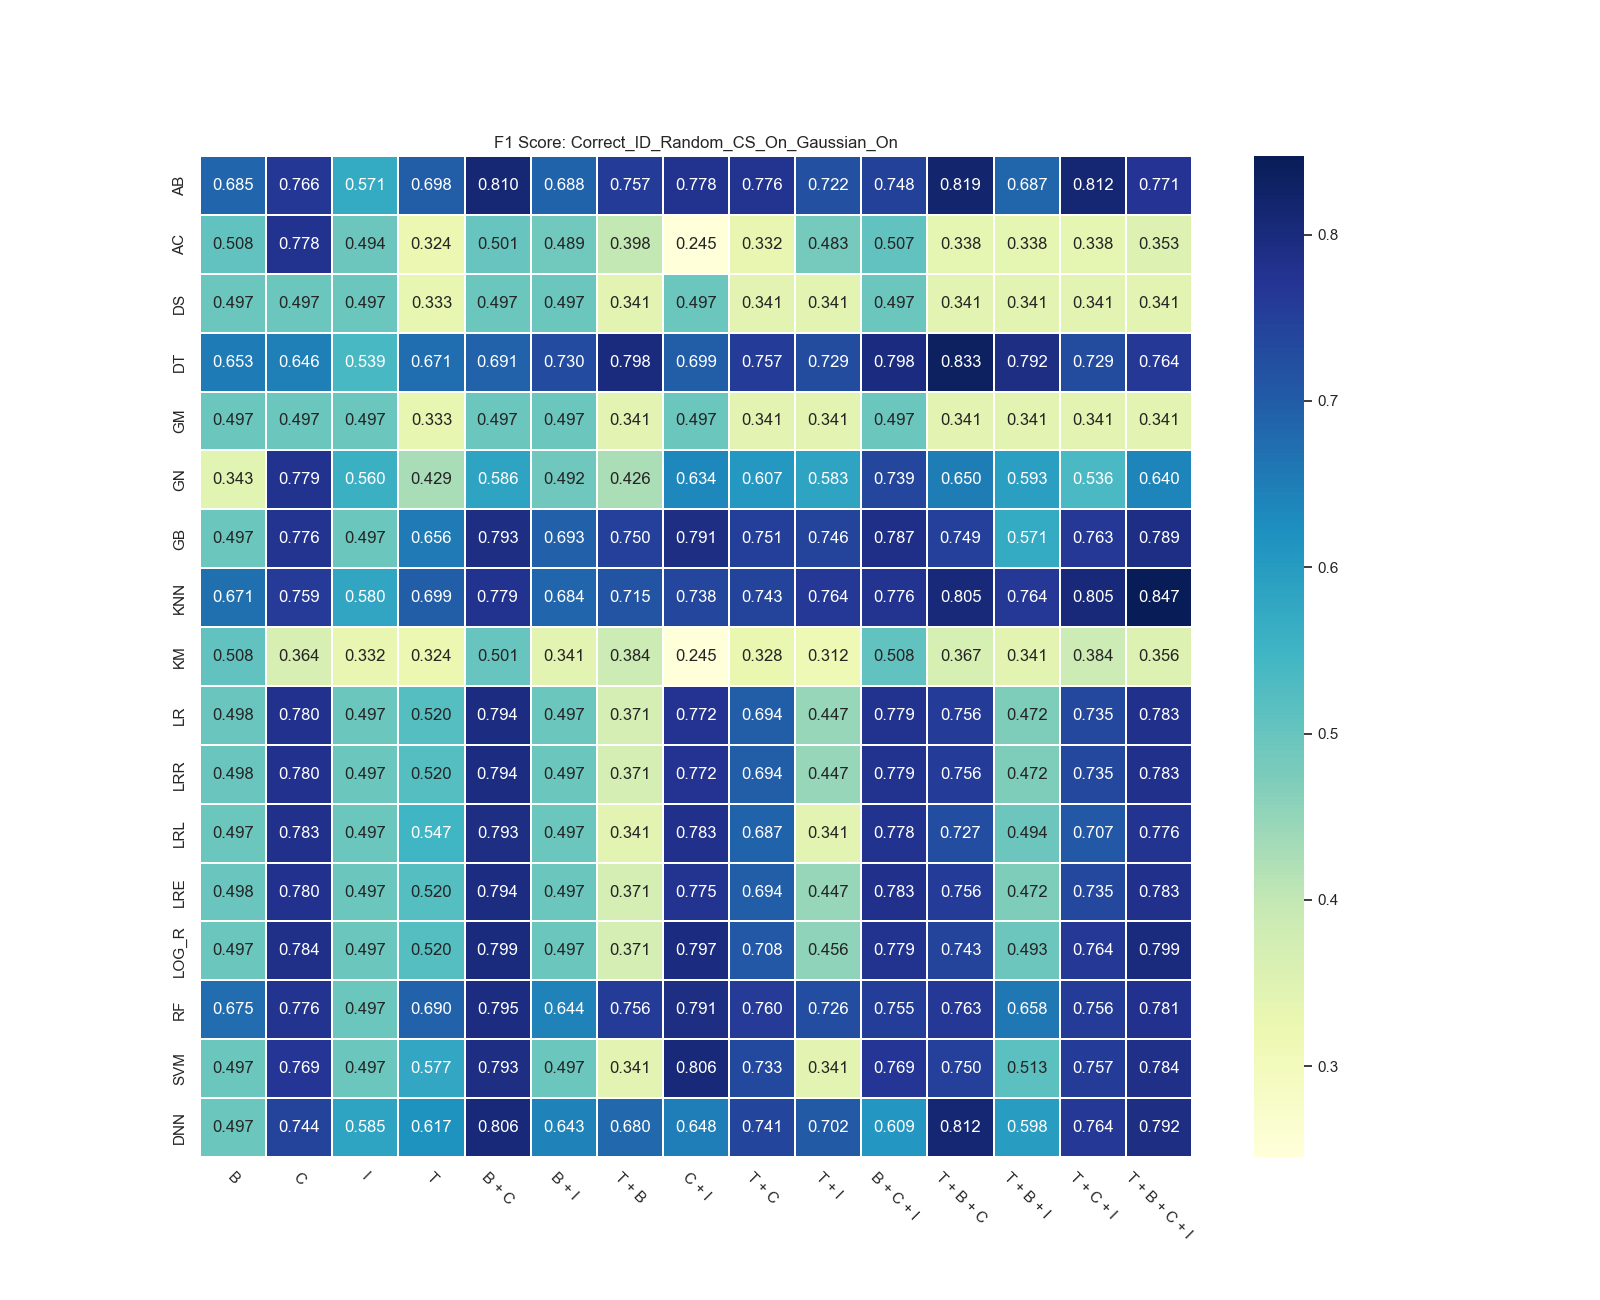 F1 Score: Correct_ID_Random_CS_On_Gaussian_On
AB 0.685 0.766 0.571 0.698 0.810 0.688 0.757 0.778 0.776 0.722 0.748 0.819 0.687 0.812 0.771
AC 0.508 0.778 0.494 0.324 0.501 0.489 0.398 0.245 0.332 0.483 0.507 0.338 0.338 0.338 0.353
DS 0.497 0.497 0.497 0.333 0.497 0.497 0.341 0.497 0.341 0.341 0.497 0.341 0.341 0.341 0.341
DT 0.653 0.646 0.539 0.671 0.691 0.730 0.798 0.699 0.757 0.729 0.798 0.833 0.792 0.729 0.764
GM 0.497 0.497 0.497 0.333 0.497 0.497 0.341 0.497 0.341 0.341 0.497 0.341 0.341 0.341 0.341
GN 0.343 0.779 0.560 0.429 0.586 0.492 0.426 0.634 0.607 0.583 0.739 0.650 0.593 0.536 0.640
GB 0.497 0.776 0.497 0.656 0.793 0.693 0.750 0.791 0.751 0.746 0.787 0.749 0.571 0.763 0.789
KNN 0.671 0.759 0.580 0.699 0.779 0.684 0.715 0.738 0.743 0.764 0.776 0.805 0.764 0.805 0.847
KM 0.508 0.364 0.332 0.324 0.501 0.341 0.384 0.245 0.328 0.312 0.508 0.367 0.341 0.384 0.356
LR 0.498 0.780 0.497 0.520 0.794 0.497 0.371 0.772 0.694 0.447 0.779 0.756 0.472 0.735 0.783
LRR 0.498 0.780 0.497 0.520 0.794 0.497 0.371 0.772 0.694 0.447 0.779 0.756 0.472 0.735 0.783
LRL 0.497 0.783 0.497 0.547 0.793 0.497 0.341 0.783 0.687 0.341 0.778 0.727 0.494 0.707 0.776
LRE 0.498 0.780 0.497 0.520 0.794 0.497 0.371 0.775 0.694 0.447 0.783 0.756 0.472 0.735 0.783
LOG_R 0.497 0.784 0.497 0.520 0.799 0.497 0.371 0.797 0.708 0.456 0.779 0.743 0.493 0.764 0.799
RF 0.675 0.776 0.497 0.690 0.795 0.644 0.756 0.791 0.760 0.726 0.755 0.763 0.658 0.756 0.781
SVM 0.497 0.769 0.497 0.577 0.793 0.497 0.341 0.806 0.733 0.341 0.769 0.750 0.513 0.757 0.784
DNN 0.497 0.744 0.585 0.617 0.806 0.643 0.680 0.648 0.741 0.702 0.609 0.812 0.598 0.764 0.792
B C I T B + C B + I T + B C + I T + C T + I B + C + I T + B + C T + B + I T + C + I T + B + C + I
0.8
0.7
0.6
0.5
0.4
0.3